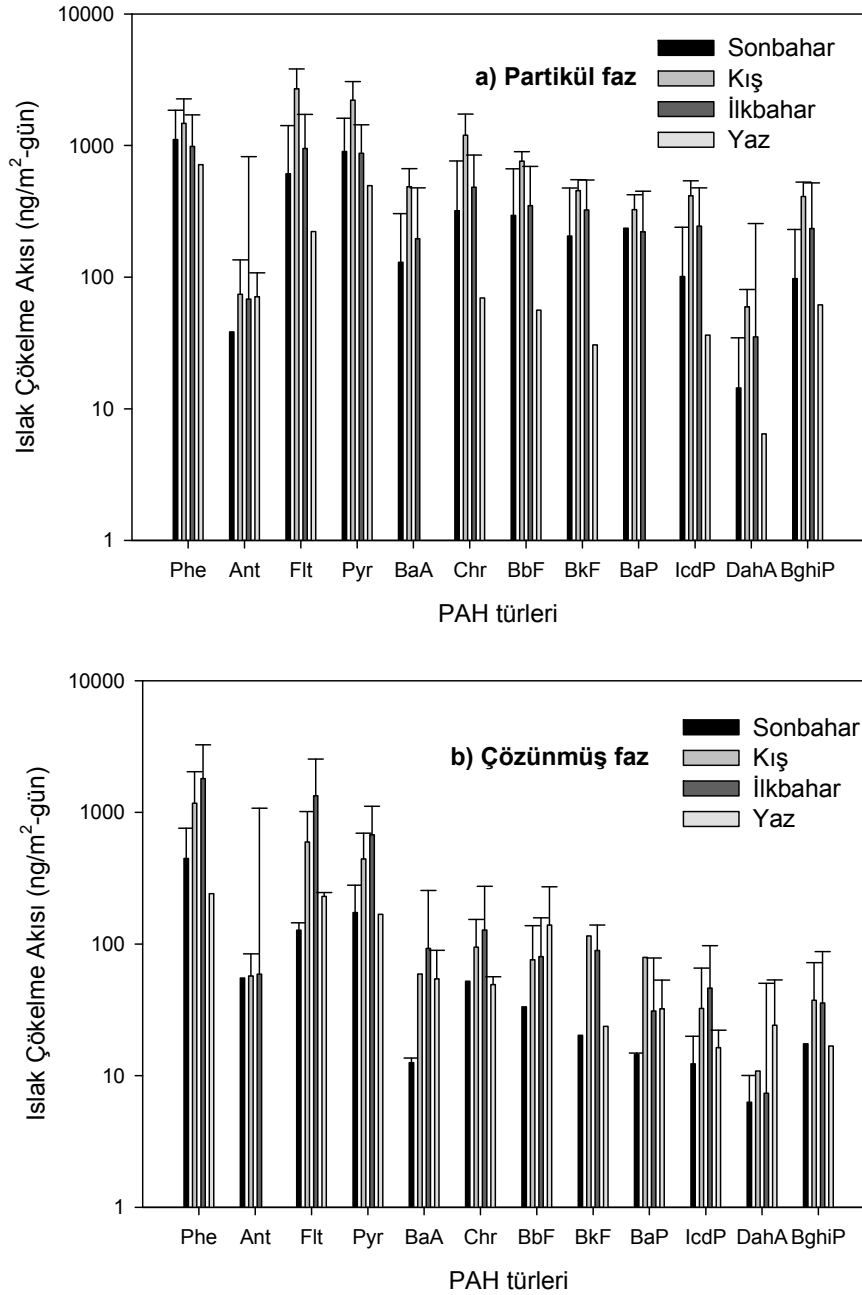 10000
1000
100
10
1
Islak Çökelme Akısı (ng/m²-gün)
a) Partikül faz
Sonbahar
Kış
İlkbahar
Yaz
Phe Ant Flt Pyr BaA Chr BbF BkF BaP IcdP DahA BghiP
PAH türleri
10000
1000
100
10
1
Islak Çökelme Akısı (ng/m²-gün)
b) Çözünmüş faz
Sonbahar
Kış
İlkbahar
Yaz
Phe Ant Flt Pyr BaA Chr BbF BkF BaP IcdP DahA BghiP
PAH türleri